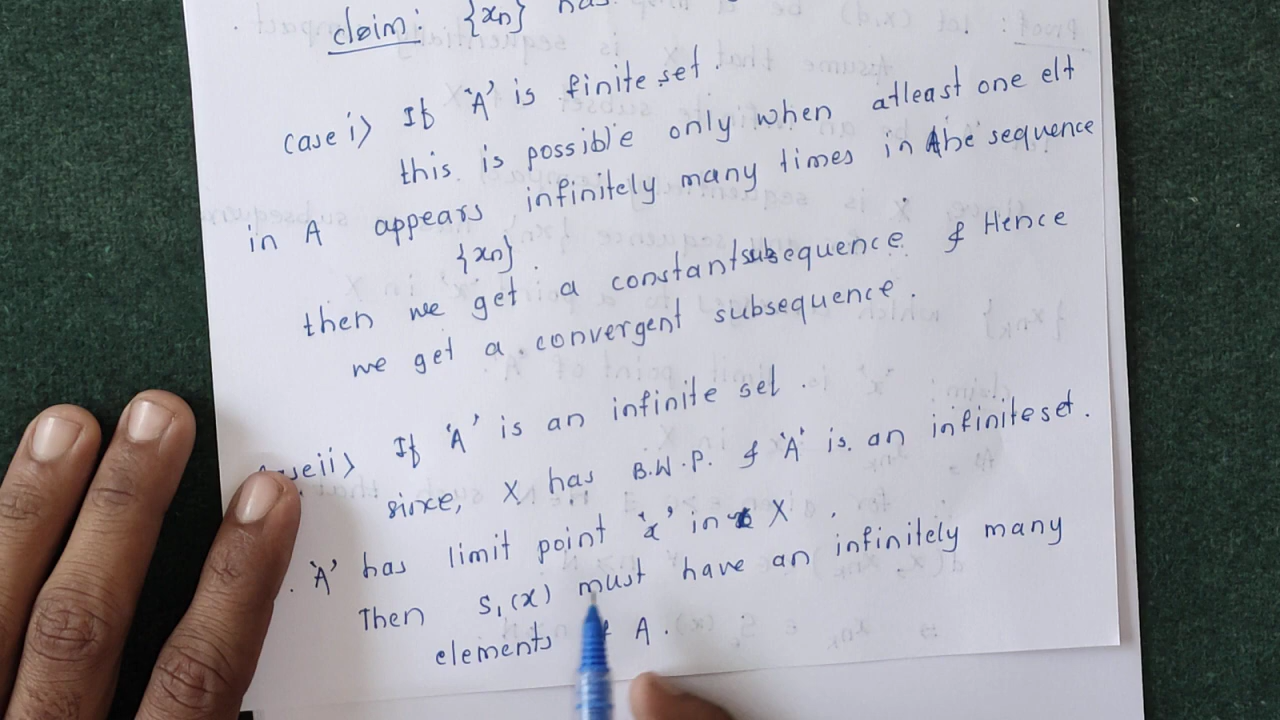 claim: {xn} has
case i) If 'A' is finite set.
this is possible only when atleast one elt
in A appears infinitely many times in the sequence
{xn}.
then we get a constant subsequence & Hence
we get a convergent subsequence.
case ii) If 'A' is an infinite set.
since, X has B.W.P. & 'A' is an infinite set.
'A' has limit point 'x' in X.
Then S₁(x) must have an infinitely many
elements A.